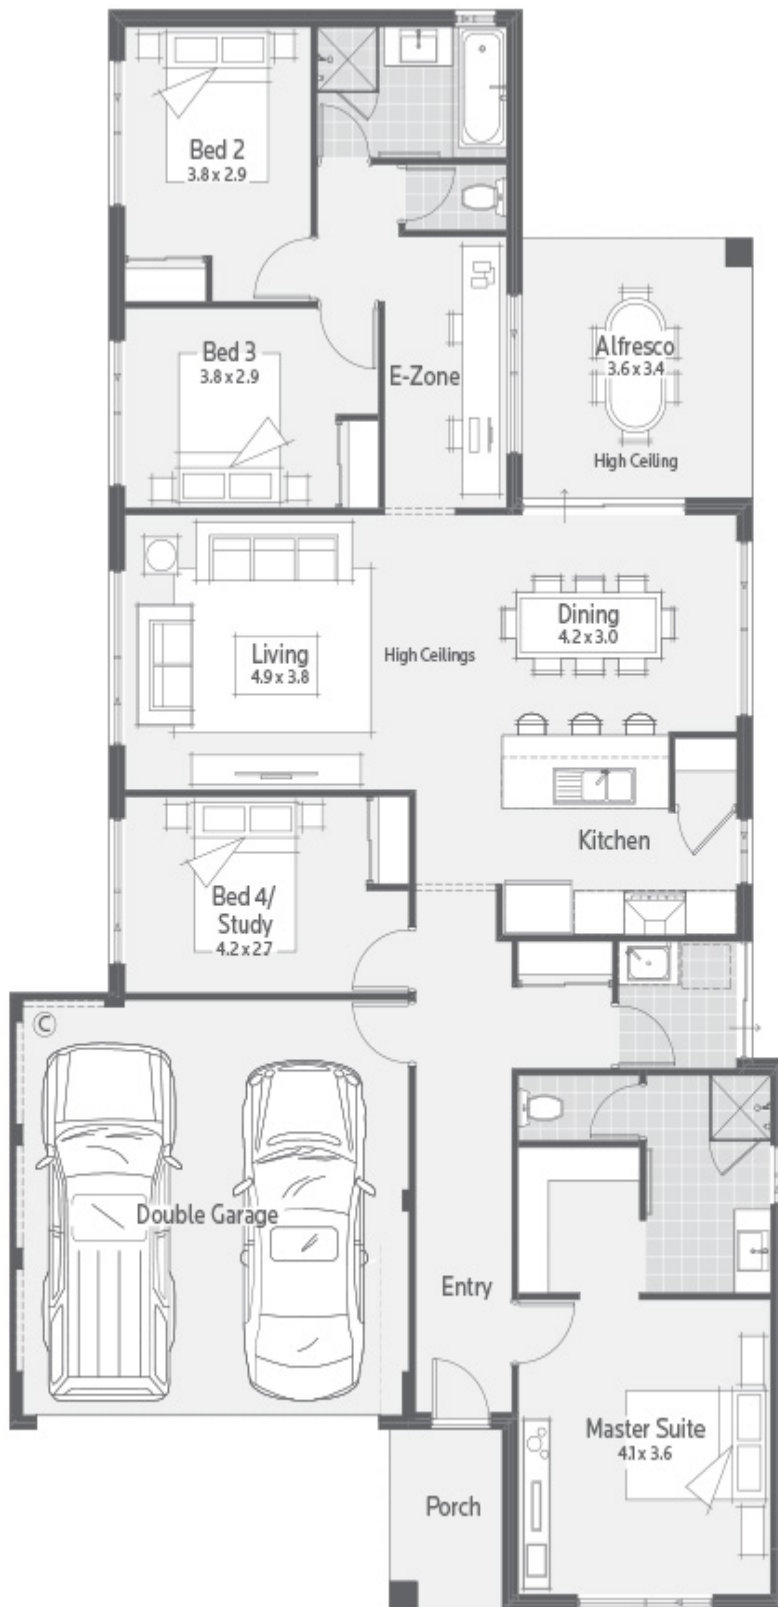 Bed 2
3.8 x 2.9
Bed 3
3.8 x 2.9
E-Zone
Alfresco
3.6 x 3.4
High Ceiling
Living
4.9 x 3.8
High Ceilings
Dining
4.2 x 3.0
Kitchen
Bed 4/
Study
4.2 x 2.7
C
Double Garage
Entry
Master Suite
4.1 x 3.6
Porch